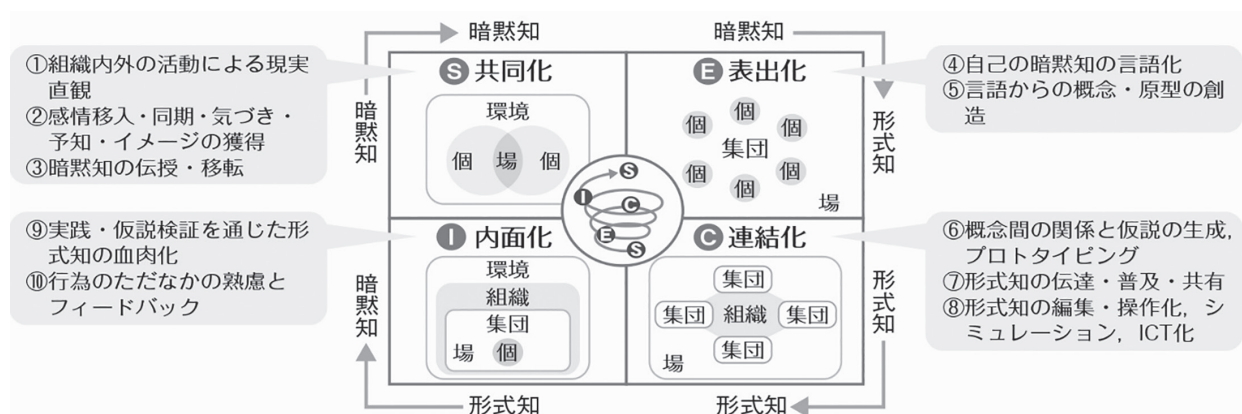 暗黙知
暗黙知
①組織内外の活動による現実
直観
②感情移入・同期・気づき・
予知・イメージの獲得
③暗黙知の伝授・移転
暗黙知
S 共同化
環境
個 場 個
E 表出化
個
個 個
集団
個 個
個
場
形式知
④自己の暗黙知の言語化
⑤言語からの概念・原型の創
造
S
I
C
E
S
⑨実践・仮説検証を通じた形
式知の血肉化
⑩行為のただなかの熟慮と
フィードバック
暗黙知
I 内面化
環境
組織
集団
場 個
C 連結化
集団
集団 組織 集団
集団
場
形式知
⑥概念間の関係と仮説の生成，
プロトタイピング
⑦形式知の伝達・普及・共有
⑧形式知の編集・操作化，シ
ミュレーション，ICT化
形式知
形式知